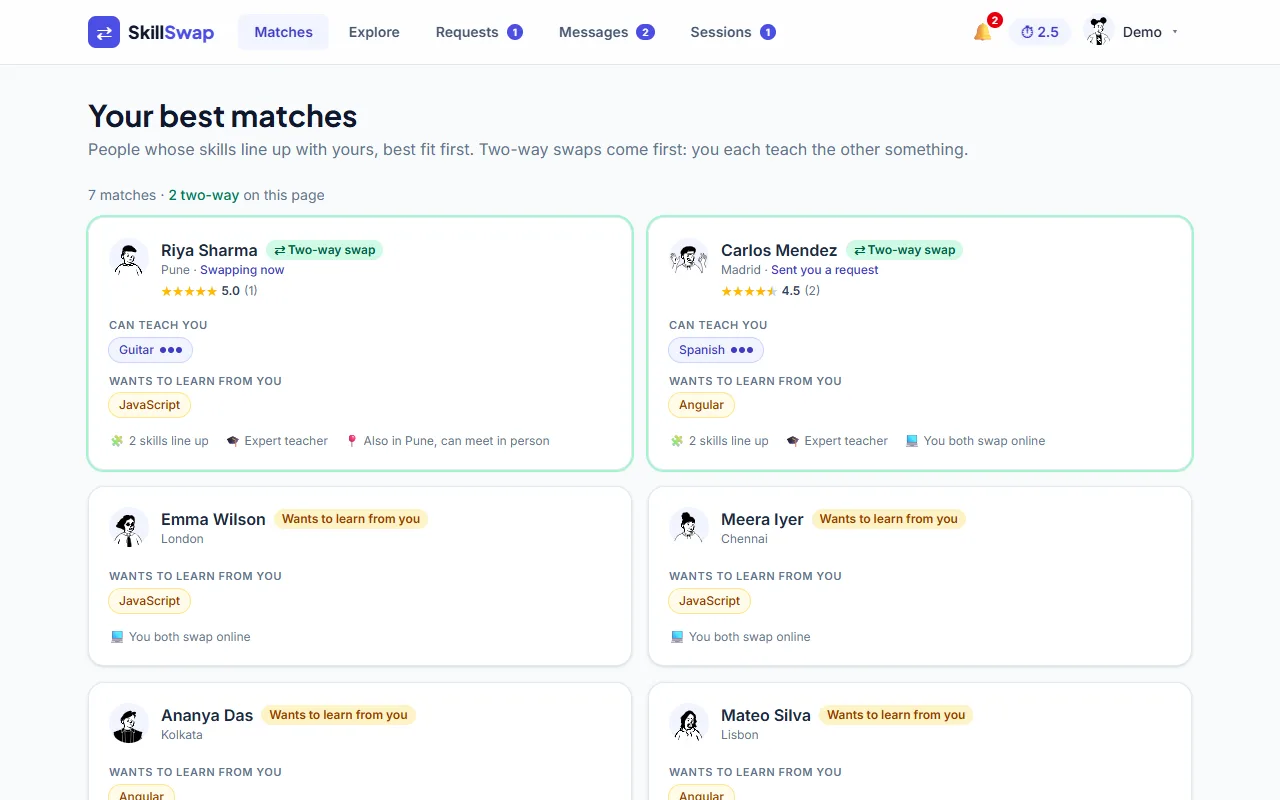 SkillSwap Matches Explore Requests 1 Messages 2 Sessions 1 2 2.5 Demo
Your best matches
People whose skills line up with yours, best fit first. Two-way swaps come first: you each teach the other something.
7 matches · 2 two-way on this page
Riya Sharma ⇄ Two-way swap
Pune · Swapping now
★★★★★ 5.0 (1)
CAN TEACH YOU
Guitar ●●●
WANTS TO LEARN FROM YOU
JavaScript
2 skills line up Expert teacher Also in Pune, can meet in person
Carlos Mendez ⇄ Two-way swap
Madrid · Sent you a request
4.5 (2)
CAN TEACH YOU
Spanish ●●●
WANTS TO LEARN FROM YOU
Angular
2 skills line up Expert teacher You both swap online
Emma Wilson Wants to learn from you
London
WANTS TO LEARN FROM YOU
JavaScript
You both swap online
Meera Iyer Wants to learn from you
Chennai
WANTS TO LEARN FROM YOU
JavaScript
You both swap online
Ananya Das Wants to learn from you
Kolkata
WANTS TO LEARN FROM YOU
Angular
Mateo Silva Wants to learn from you
Lisbon
WANTS TO LEARN FROM YOU
Angular